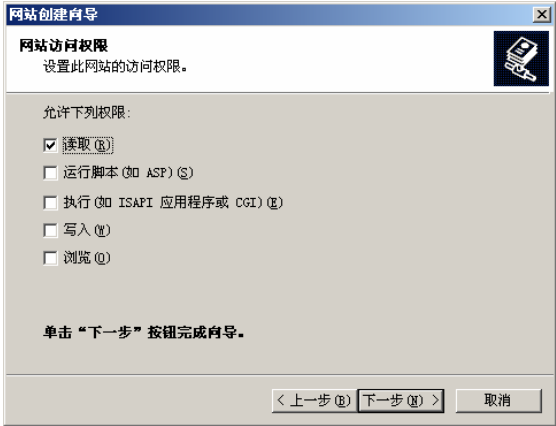 网站创建向导
网站访问权限
设置此网站的访问权限。
允许下列权限:
读取(R)
运行脚本(如 ASP)(S)
执行(如 ISAPI 应用程序或 CGI)(E)
写入(W)
浏览(O)
单击“下一步”按钮完成向导。
< 上一步(B) 下一步(N) > 取消